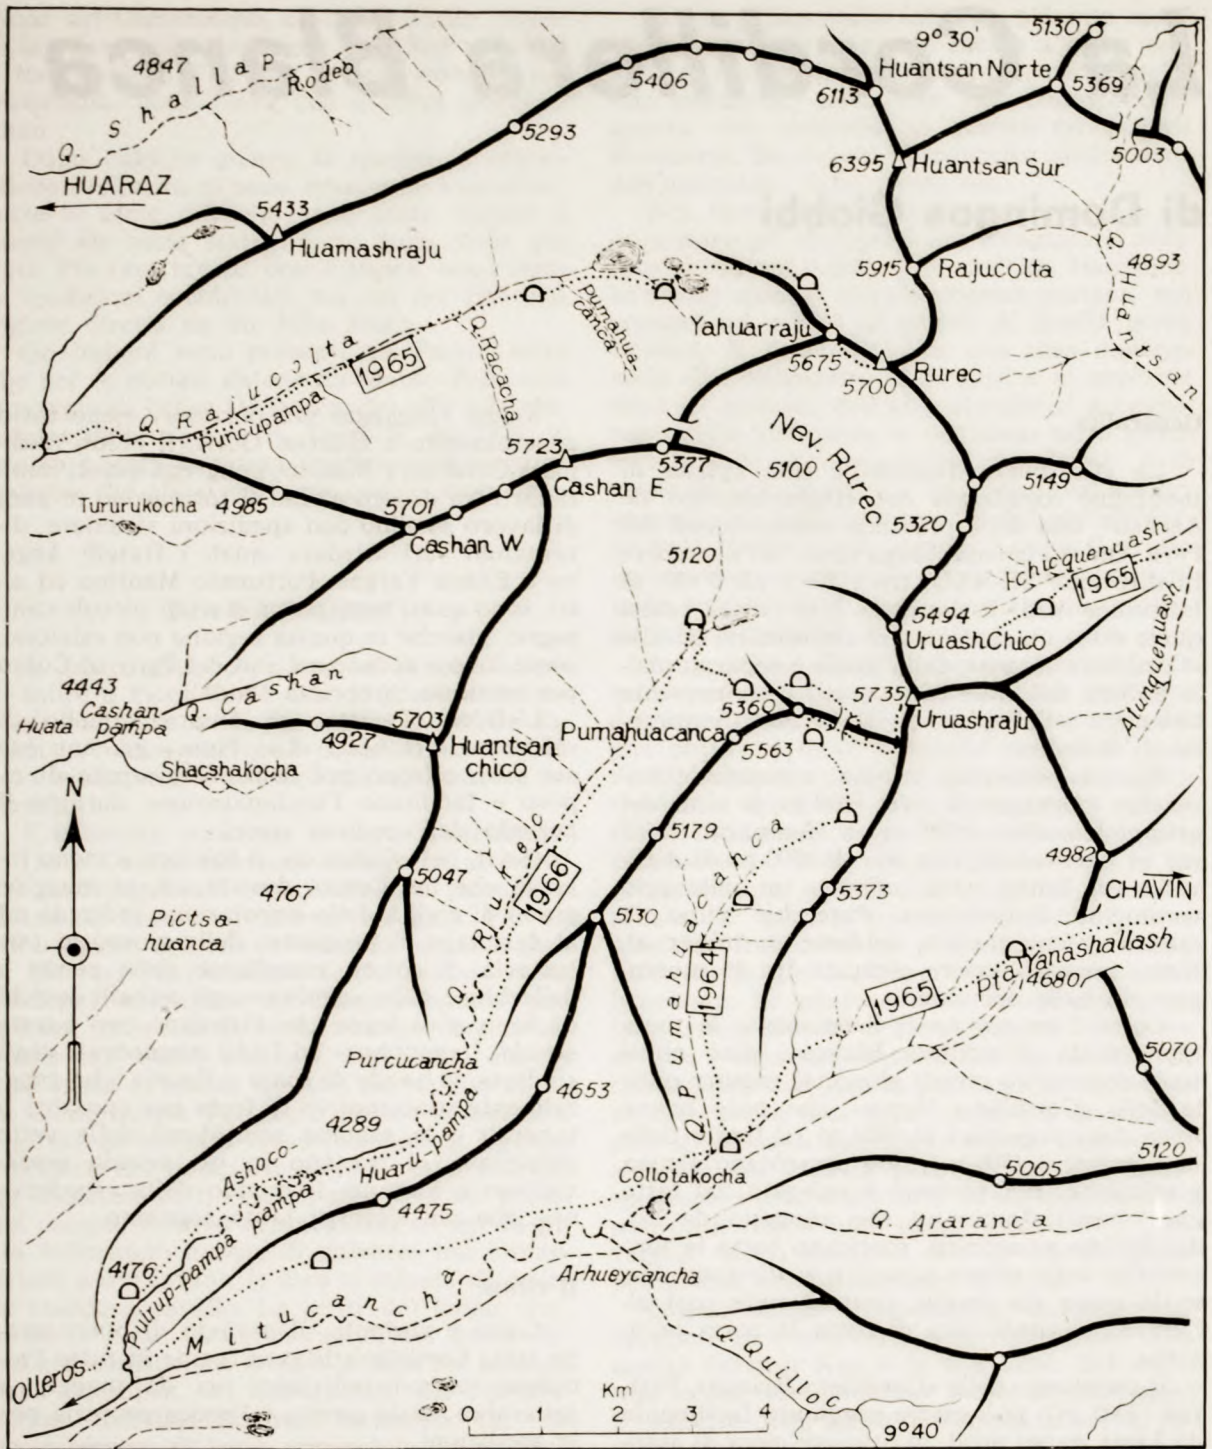 5130
9° 30'
Huantsan Norte
5369
4847
Q. Shallap
Rodeo
5406
6113
5293
5003
6395
Huantsan Sur
HUARAZ
5433
Huamashraju
5915
Rajucolta
4893
Q. Huantsan
Pumahua-
canca
Yahuarraju
5675
5700
Rurec
Q. Racacha
1965
Q. Rajucolta
Puncupampa
Nev. Rurec
5723
5377
5100
Cashan E
5149
4985
5701
Tururukocha
Cashan W
5320
5120
Ichicquenuash
1965
5494
Uruash Chico
Atunquenuash
4443
Cashan
pampa
Q. Cashan
Huata
5703
4927
Huantsan
chico
Shacshakocha
5360
5735
Uruashraju
Pumahuacanca
5563
N
5179
4982
5047
5373
CHAVIN
4767
1966
Q. Rurec
5130
Pictsa-
huanca
Q. Pumahuacanca
1964
1965
pta Yanashallash
4680
5070
Purcucancha
4653
4289
Ashoco-
pampa
Huaru-pampa
Collotakocha
5120
5005
4475
Q. Araranca
4176
Pulrup-pampa
Arhueycancha
Mitucancha
Q. Quilloc
Olleros
Km
0 1 2 3 4
9° 40'